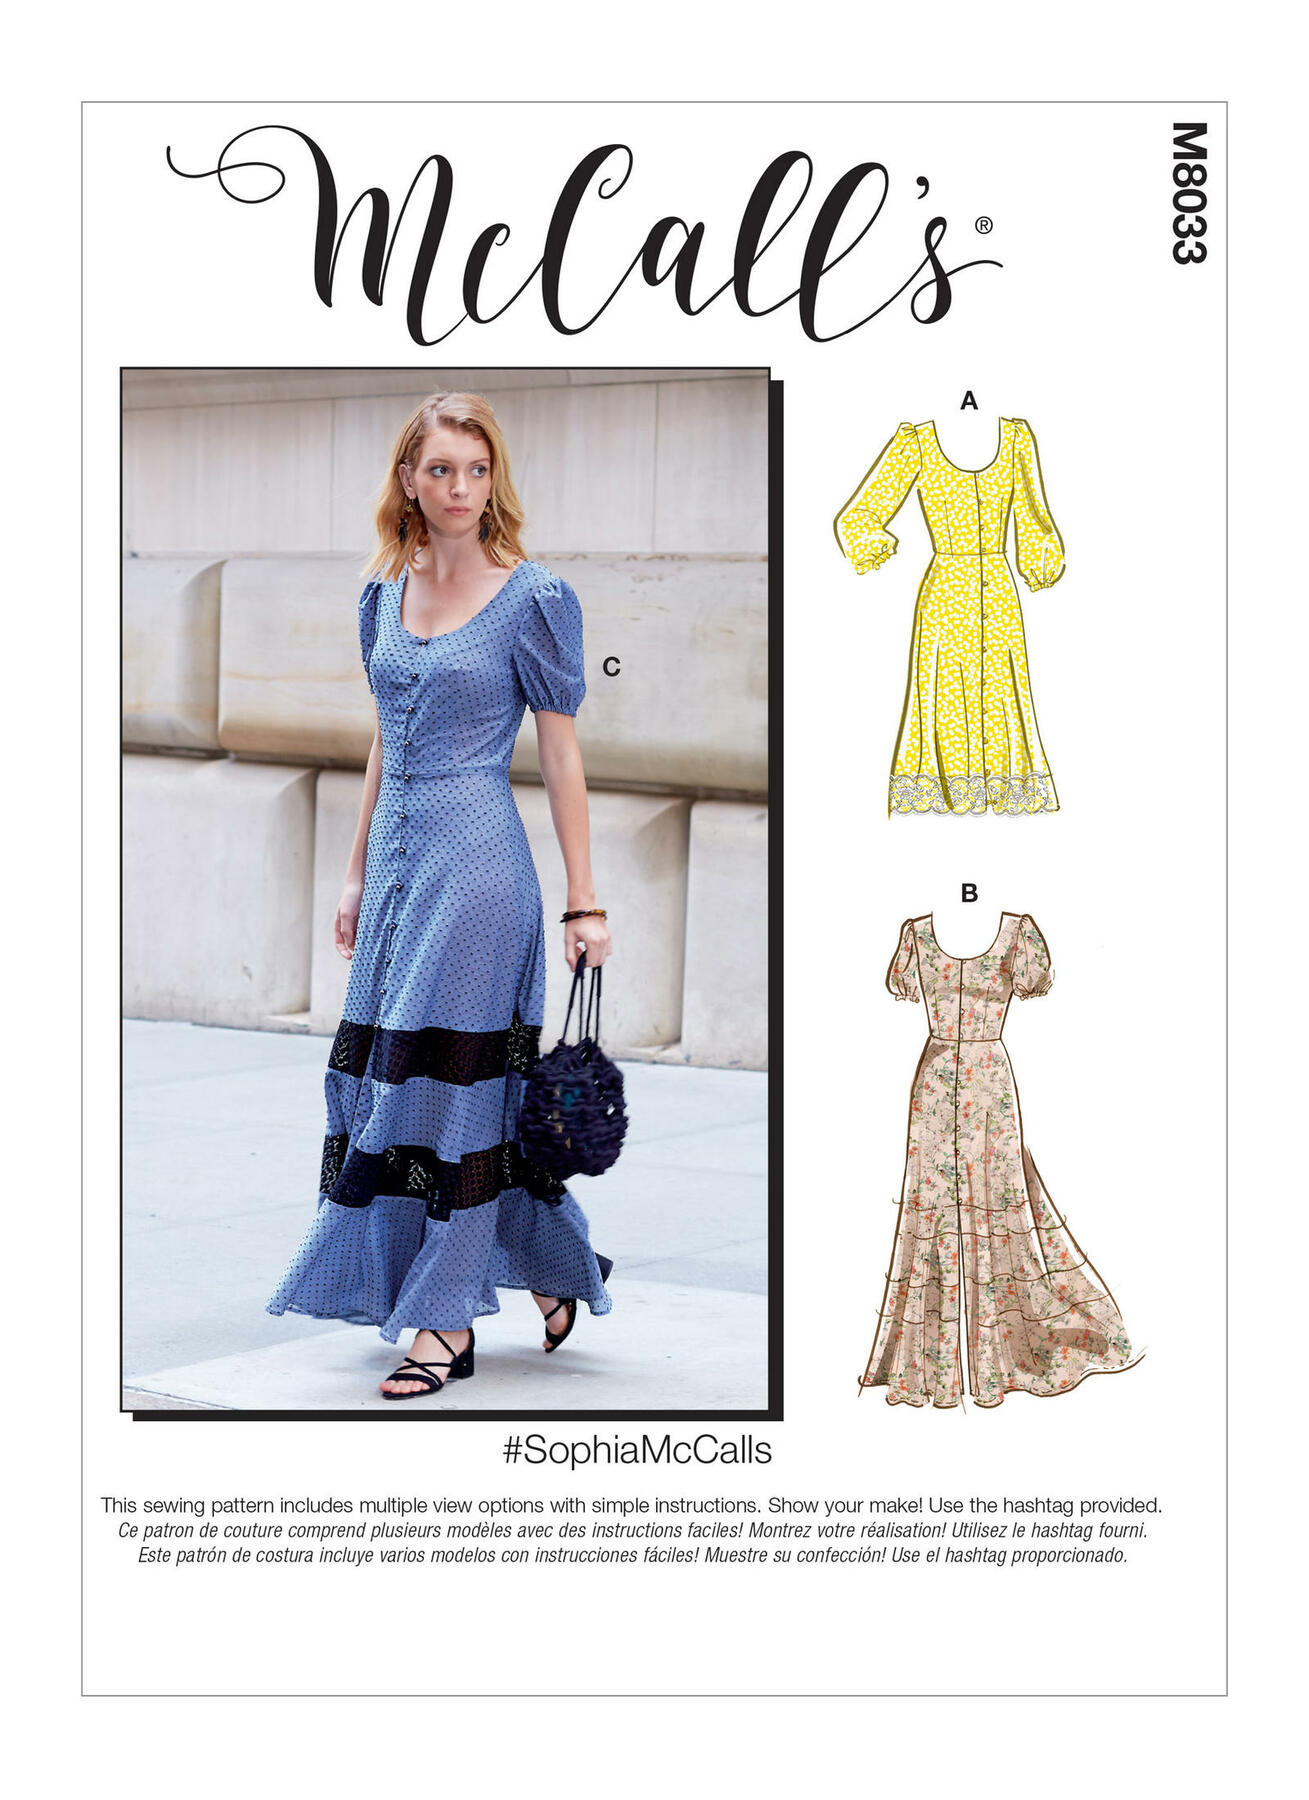 McCall's®
M8033
A
C
B
#SophiaMcCalls
This sewing pattern includes multiple view options with simple instructions. Show your make! Use the hashtag provided.
Ce patron de couture comprend plusieurs modèles avec des instructions faciles! Montrez votre réalisation! Utilisez le hashtag fourni.
Este patrón de costura incluye varios modelos con instrucciones fáciles! Muestre su confección! Use el hashtag proporcionado.